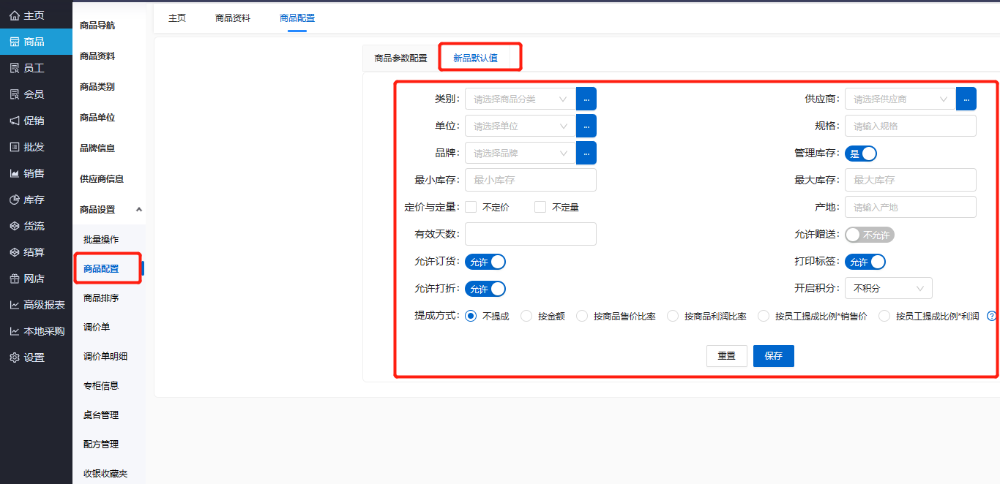 主页
商品
员工
会员
促销
批发
销售
库存
货流
结算
网店
高级报表
本地采购
设置
商品导航
商品资料
商品类别
商品单位
品牌信息
供应商信息
商品设置
批量操作
商品配置
商品排序
调价单
调价单明细
专柜信息
桌台管理
配方管理
收银收藏夹
主页 商品资料 商品配置
商品参数配置 新品默认值
类别: 请选择商品分类 ... 供应商: 请选择供应商 ...
单位: 请选择单位 ... 规格: 请输入规格
品牌: 请选择品牌 ... 管理库存: 是
最小库存: 最小库存 最大库存: 最大库存
定价与定量: 不定价 不定量 产地: 请输入产地
有效天数: 允许赠送: 不允许
允许订货: 允许 打印标签: 允许
允许打折: 允许 开启积分: 不积分
提成方式: 不提成 按金额 按商品售价比率 按商品利润比率 按员工提成比例*销售价 按员工提成比例*利润 ?
重置 保存